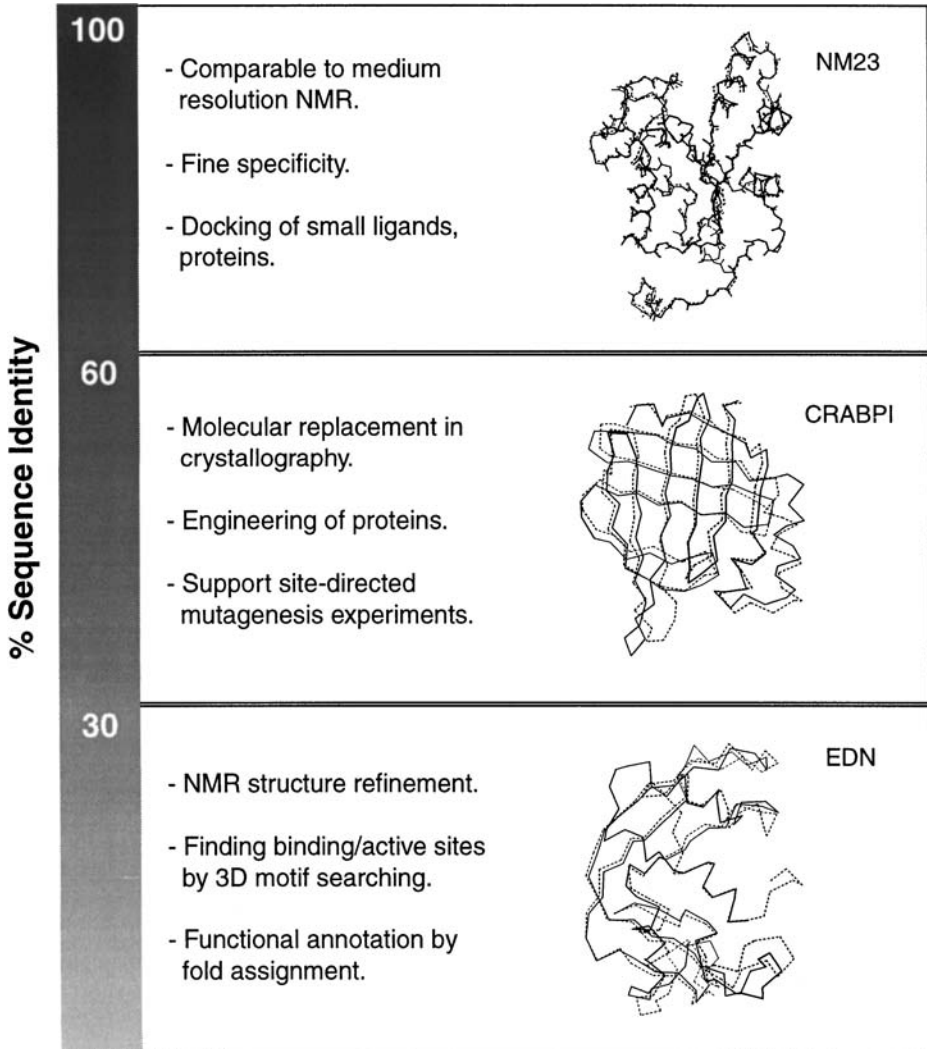 % Sequence Identity
100
- Comparable to medium
resolution NMR.
- Fine specificity.
- Docking of small ligands,
proteins.
NM23
60
- Molecular replacement in
crystallography.
- Engineering of proteins.
- Support site-directed
mutagenesis experiments.
CRABPI
30
- NMR structure refinement.
- Finding binding/active sites
by 3D motif searching.
- Functional annotation by
fold assignment.
EDN